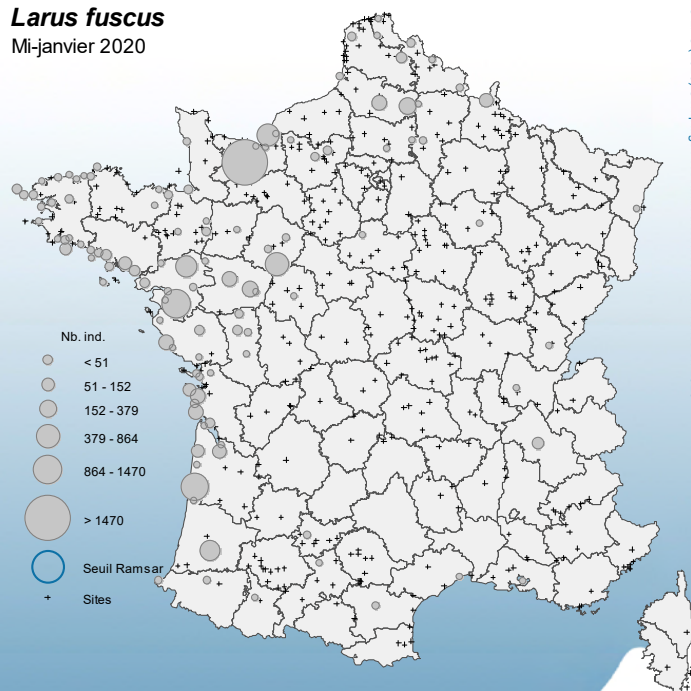 Larus fuscus
Mi-janvier 2020
Nb. ind.
< 51
51 - 152
152 - 379
379 - 864
864 - 1470
> 1470
Seuil Ramsar
Sites